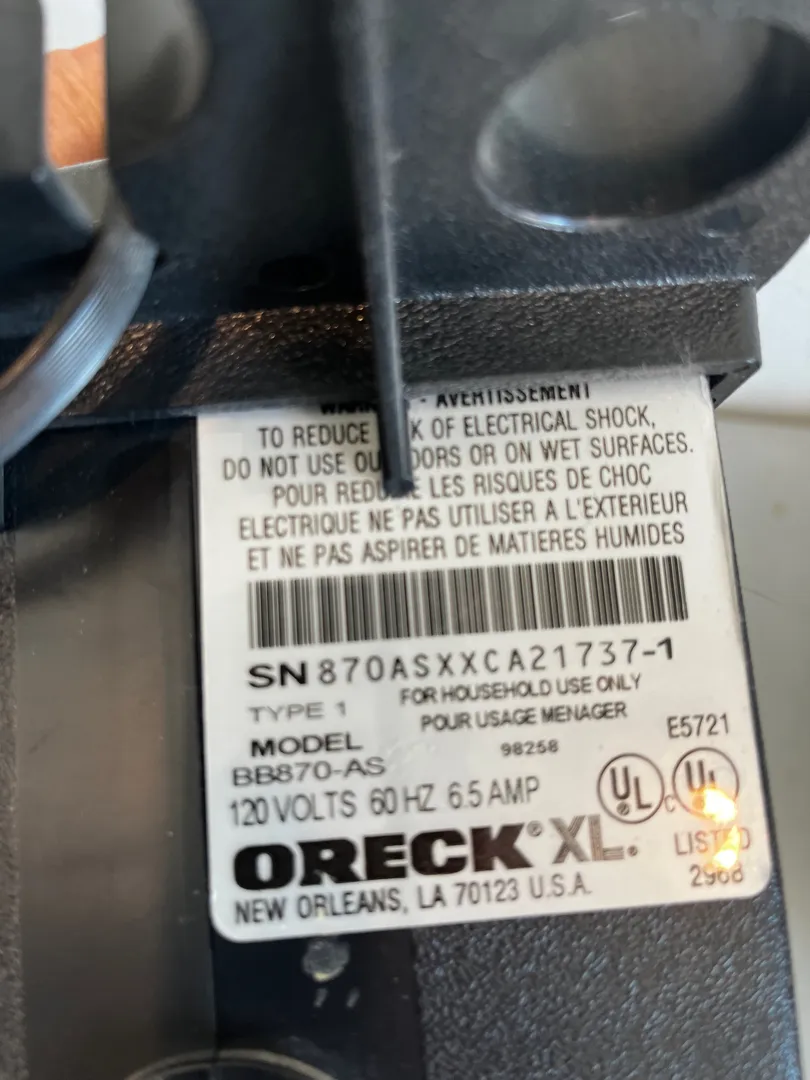 - AVERTISSEMENT
TO REDUCE K OF ELECTRICAL SHOCK,
DO NOT USE OU DOORS OR ON WET SURFACES.
POUR REDU E LES RISQUES DE CHOC
ELECTRIQUE NE PAS UTILISER A L'EXTERIEUR
ET NE PAS ASPIRER DE MATIERES HUMIDES
SN 870ASXXCA21737-1
TYPE 1 FOR HOUSEHOLD USE ONLY
POUR USAGE MENAGER
MODEL 98258 E5721
BB870-AS
120 VOLTS 60 HZ 6.5 AMP
UL ® C UL
ORECK® XL. LISTED
NEW ORLEANS, LA 70123 U.S.A. 2968